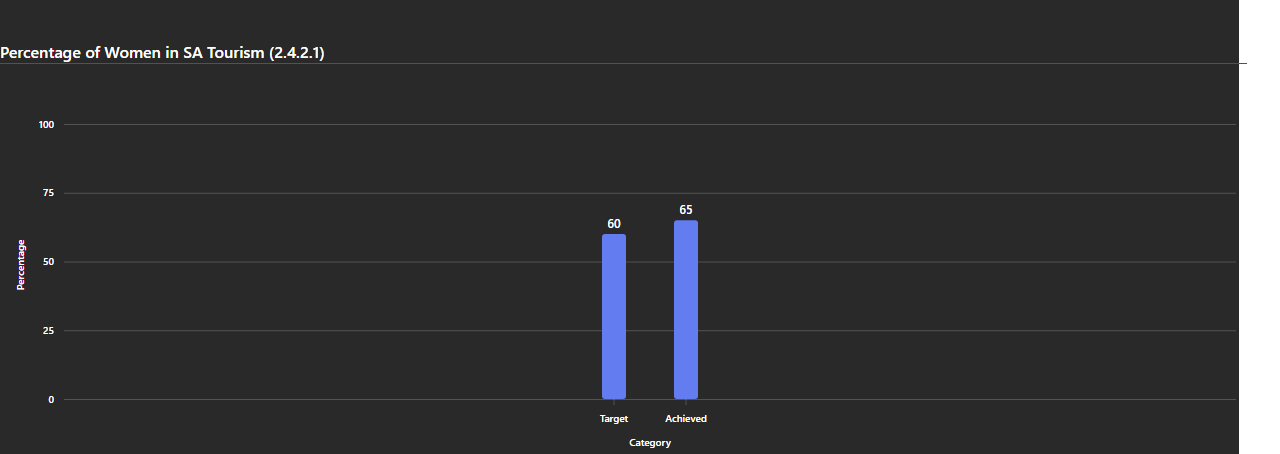 Percentage of Women in SA Tourism (2.4.2.1)
100
75
50
25
0
Percentage
60
65
Target
Achieved
Category